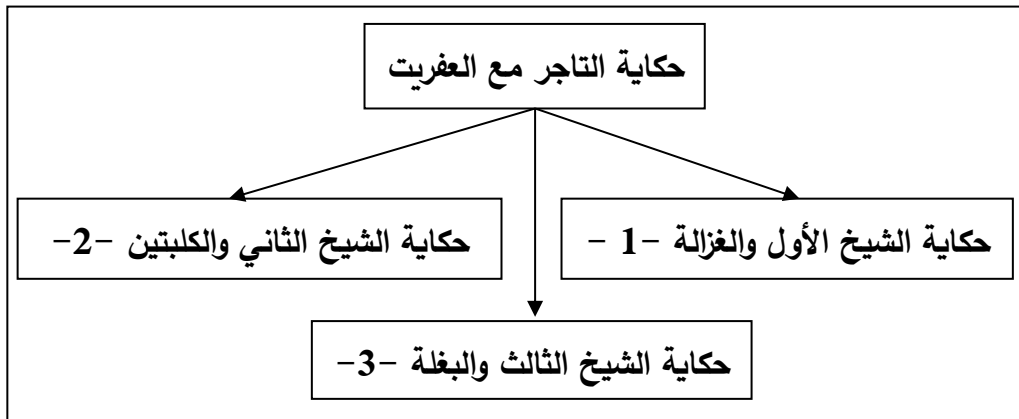 حكاية التاجر مع العفريت
حكاية الشيخ الأول والغزالة -1 -
حكاية الشيخ الثاني والكلبتين -2-
حكاية الشيخ الثالث والبغلة -3-